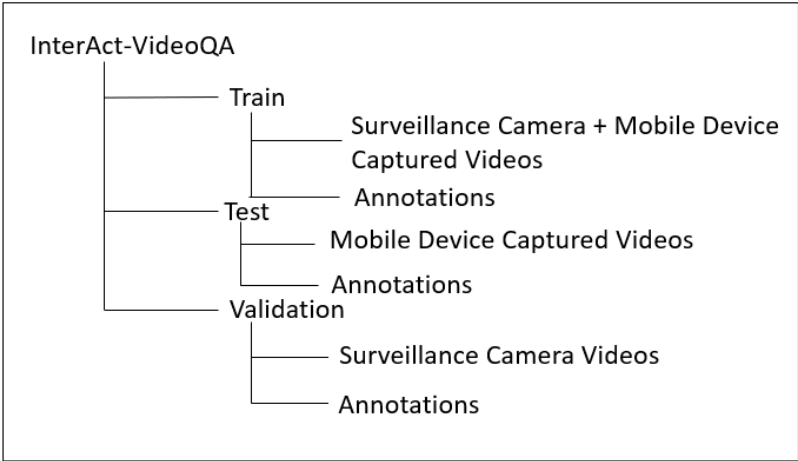 InterAct-VideoQA
Train
Surveillance Camera + Mobile Device
Captured Videos
Annotations
Test
Mobile Device Captured Videos
Annotations
Validation
Surveillance Camera Videos
Annotations